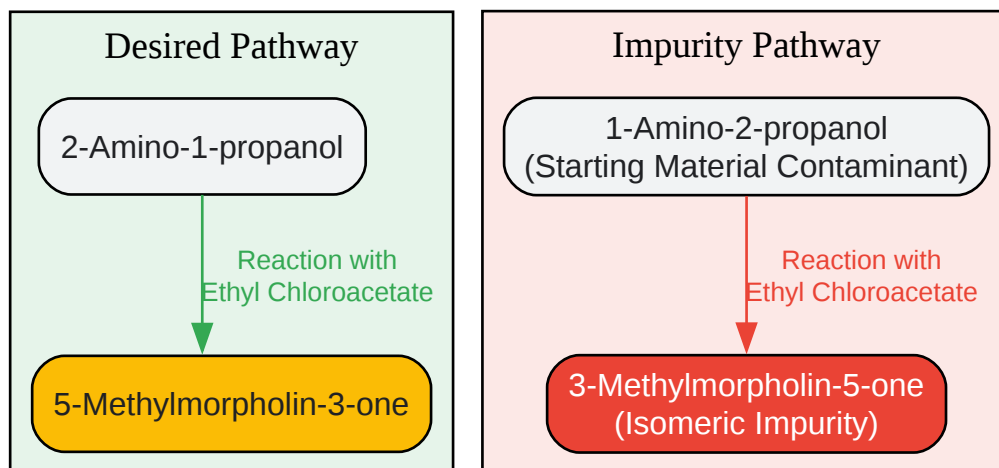 Desired Pathway
2-Amino-1-propanol
Reaction with
Ethyl Chloroacetate
5-Methylmorpholin-3-one
Impurity Pathway
1-Amino-2-propanol
(Starting Material Contaminant)
Reaction with
Ethyl Chloroacetate
3-Methylmorpholin-5-one
(Isomeric Impurity)